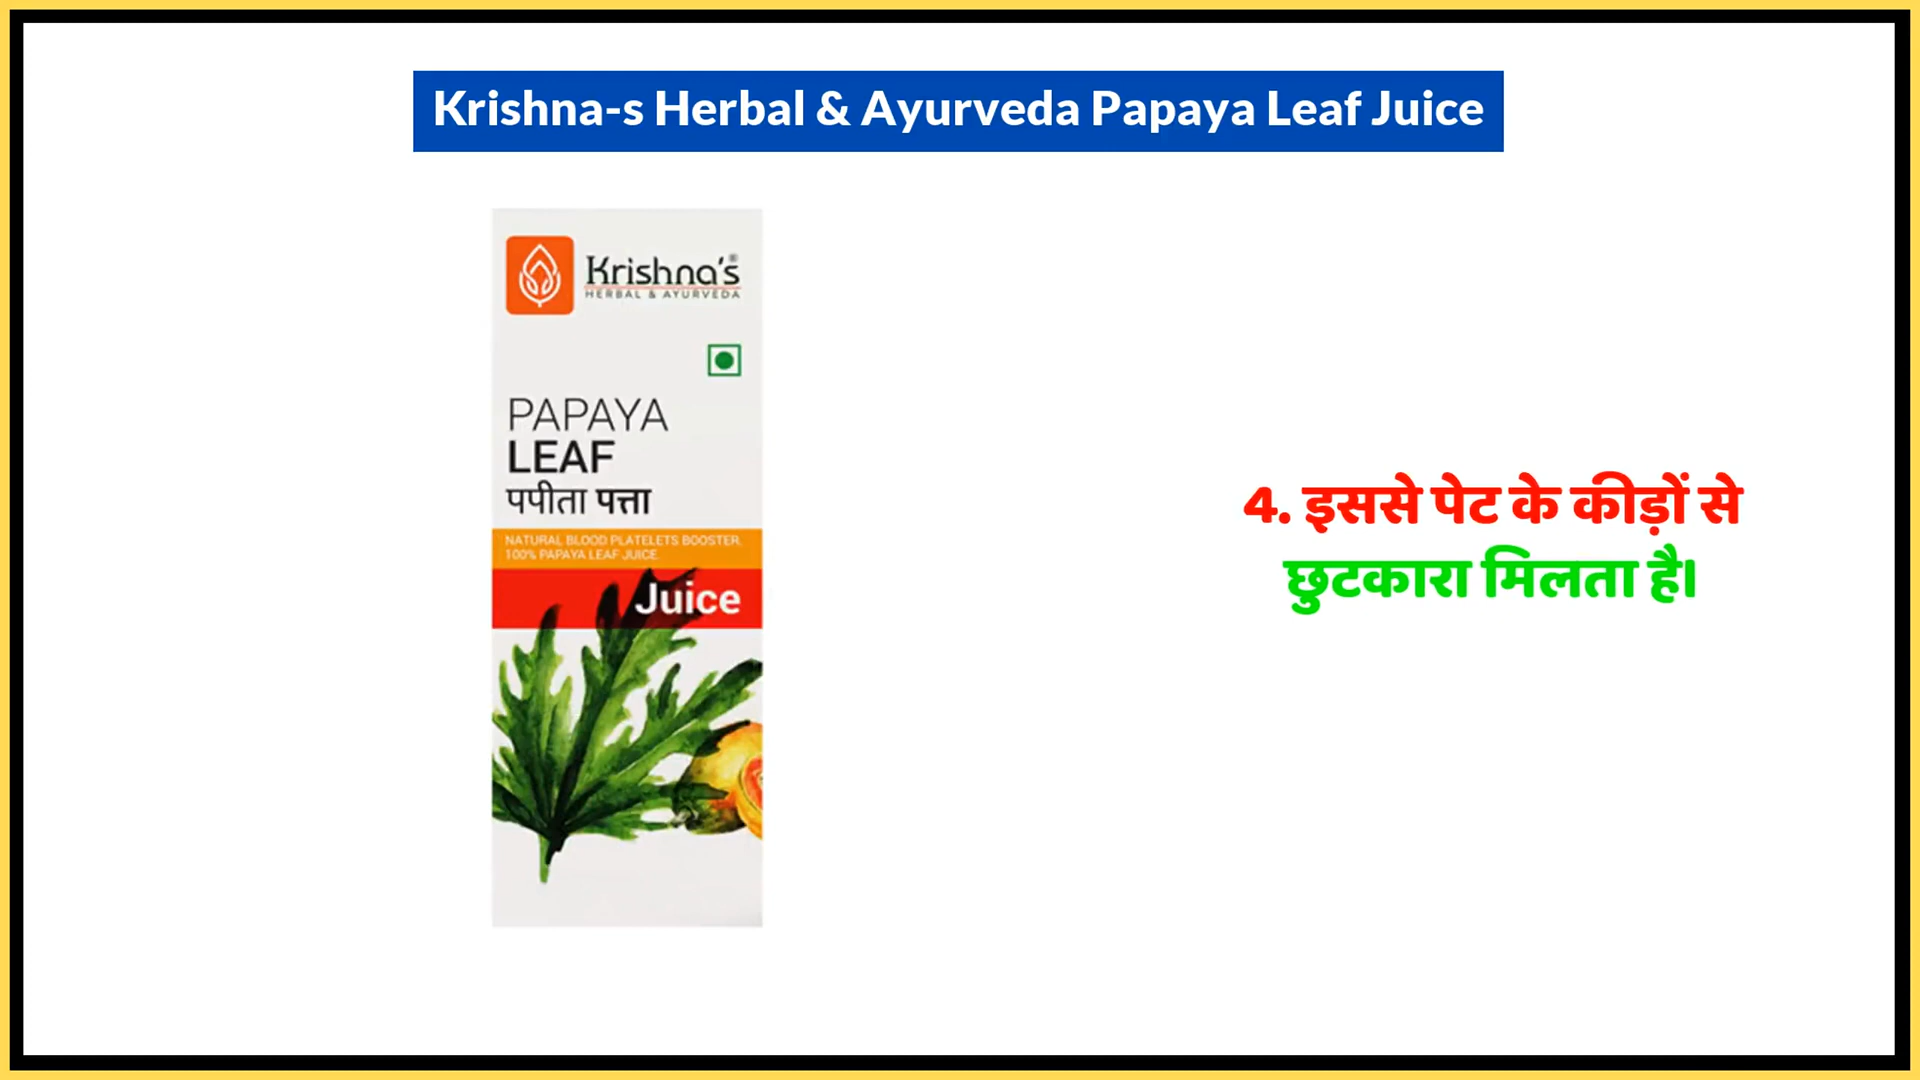 Krishna-s Herbal & Ayurveda Papaya Leaf Juice
Krishna's®
HERBAL & AYURVEDA
PAPAYA
LEAF
पपीता पत्ता
NATURAL BLOOD PLATELETS BOOSTER.
100% PAPAYA LEAF JUICE.
Juice
4. इससे पेट के कीड़ों से
छुटकारा मिलता है।